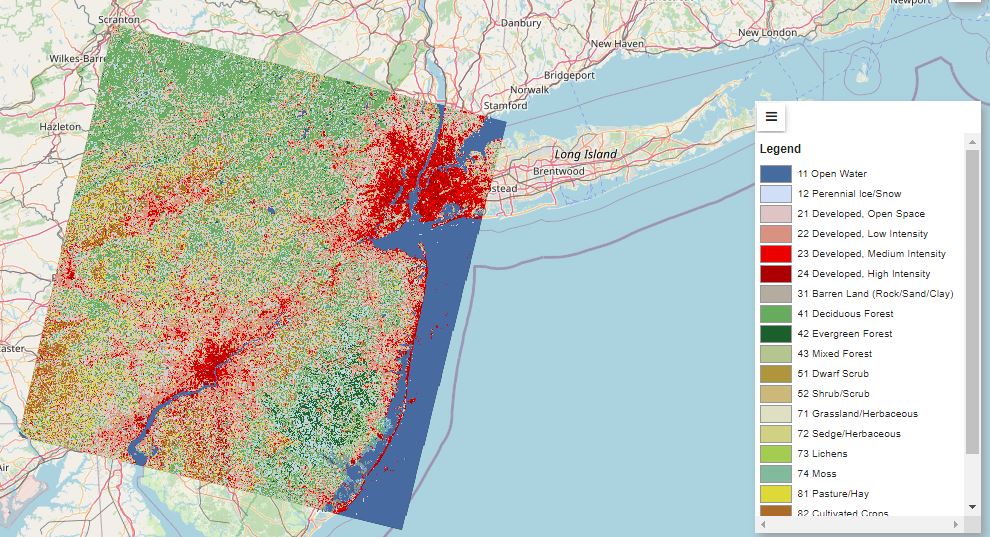 Newport
Scranton
Danbury
New London
New Haven
Wilkes-Barre
Bridgeport
Norwalk
Stamford
Hazleton
Long Island
Brentwood
stead
aster
Air
Legend
11 Open Water
12 Perennial Ice/Snow
21 Developed, Open Space
22 Developed, Low Intensity
23 Developed, Medium Intensity
24 Developed, High Intensity
31 Barren Land (Rock/Sand/Clay)
41 Deciduous Forest
42 Evergreen Forest
43 Mixed Forest
51 Dwarf Scrub
52 Shrub/Scrub
71 Grassland/Herbaceous
72 Sedge/Herbaceous
73 Lichens
74 Moss
81 Pasture/Hay
82 Cultivated Crops